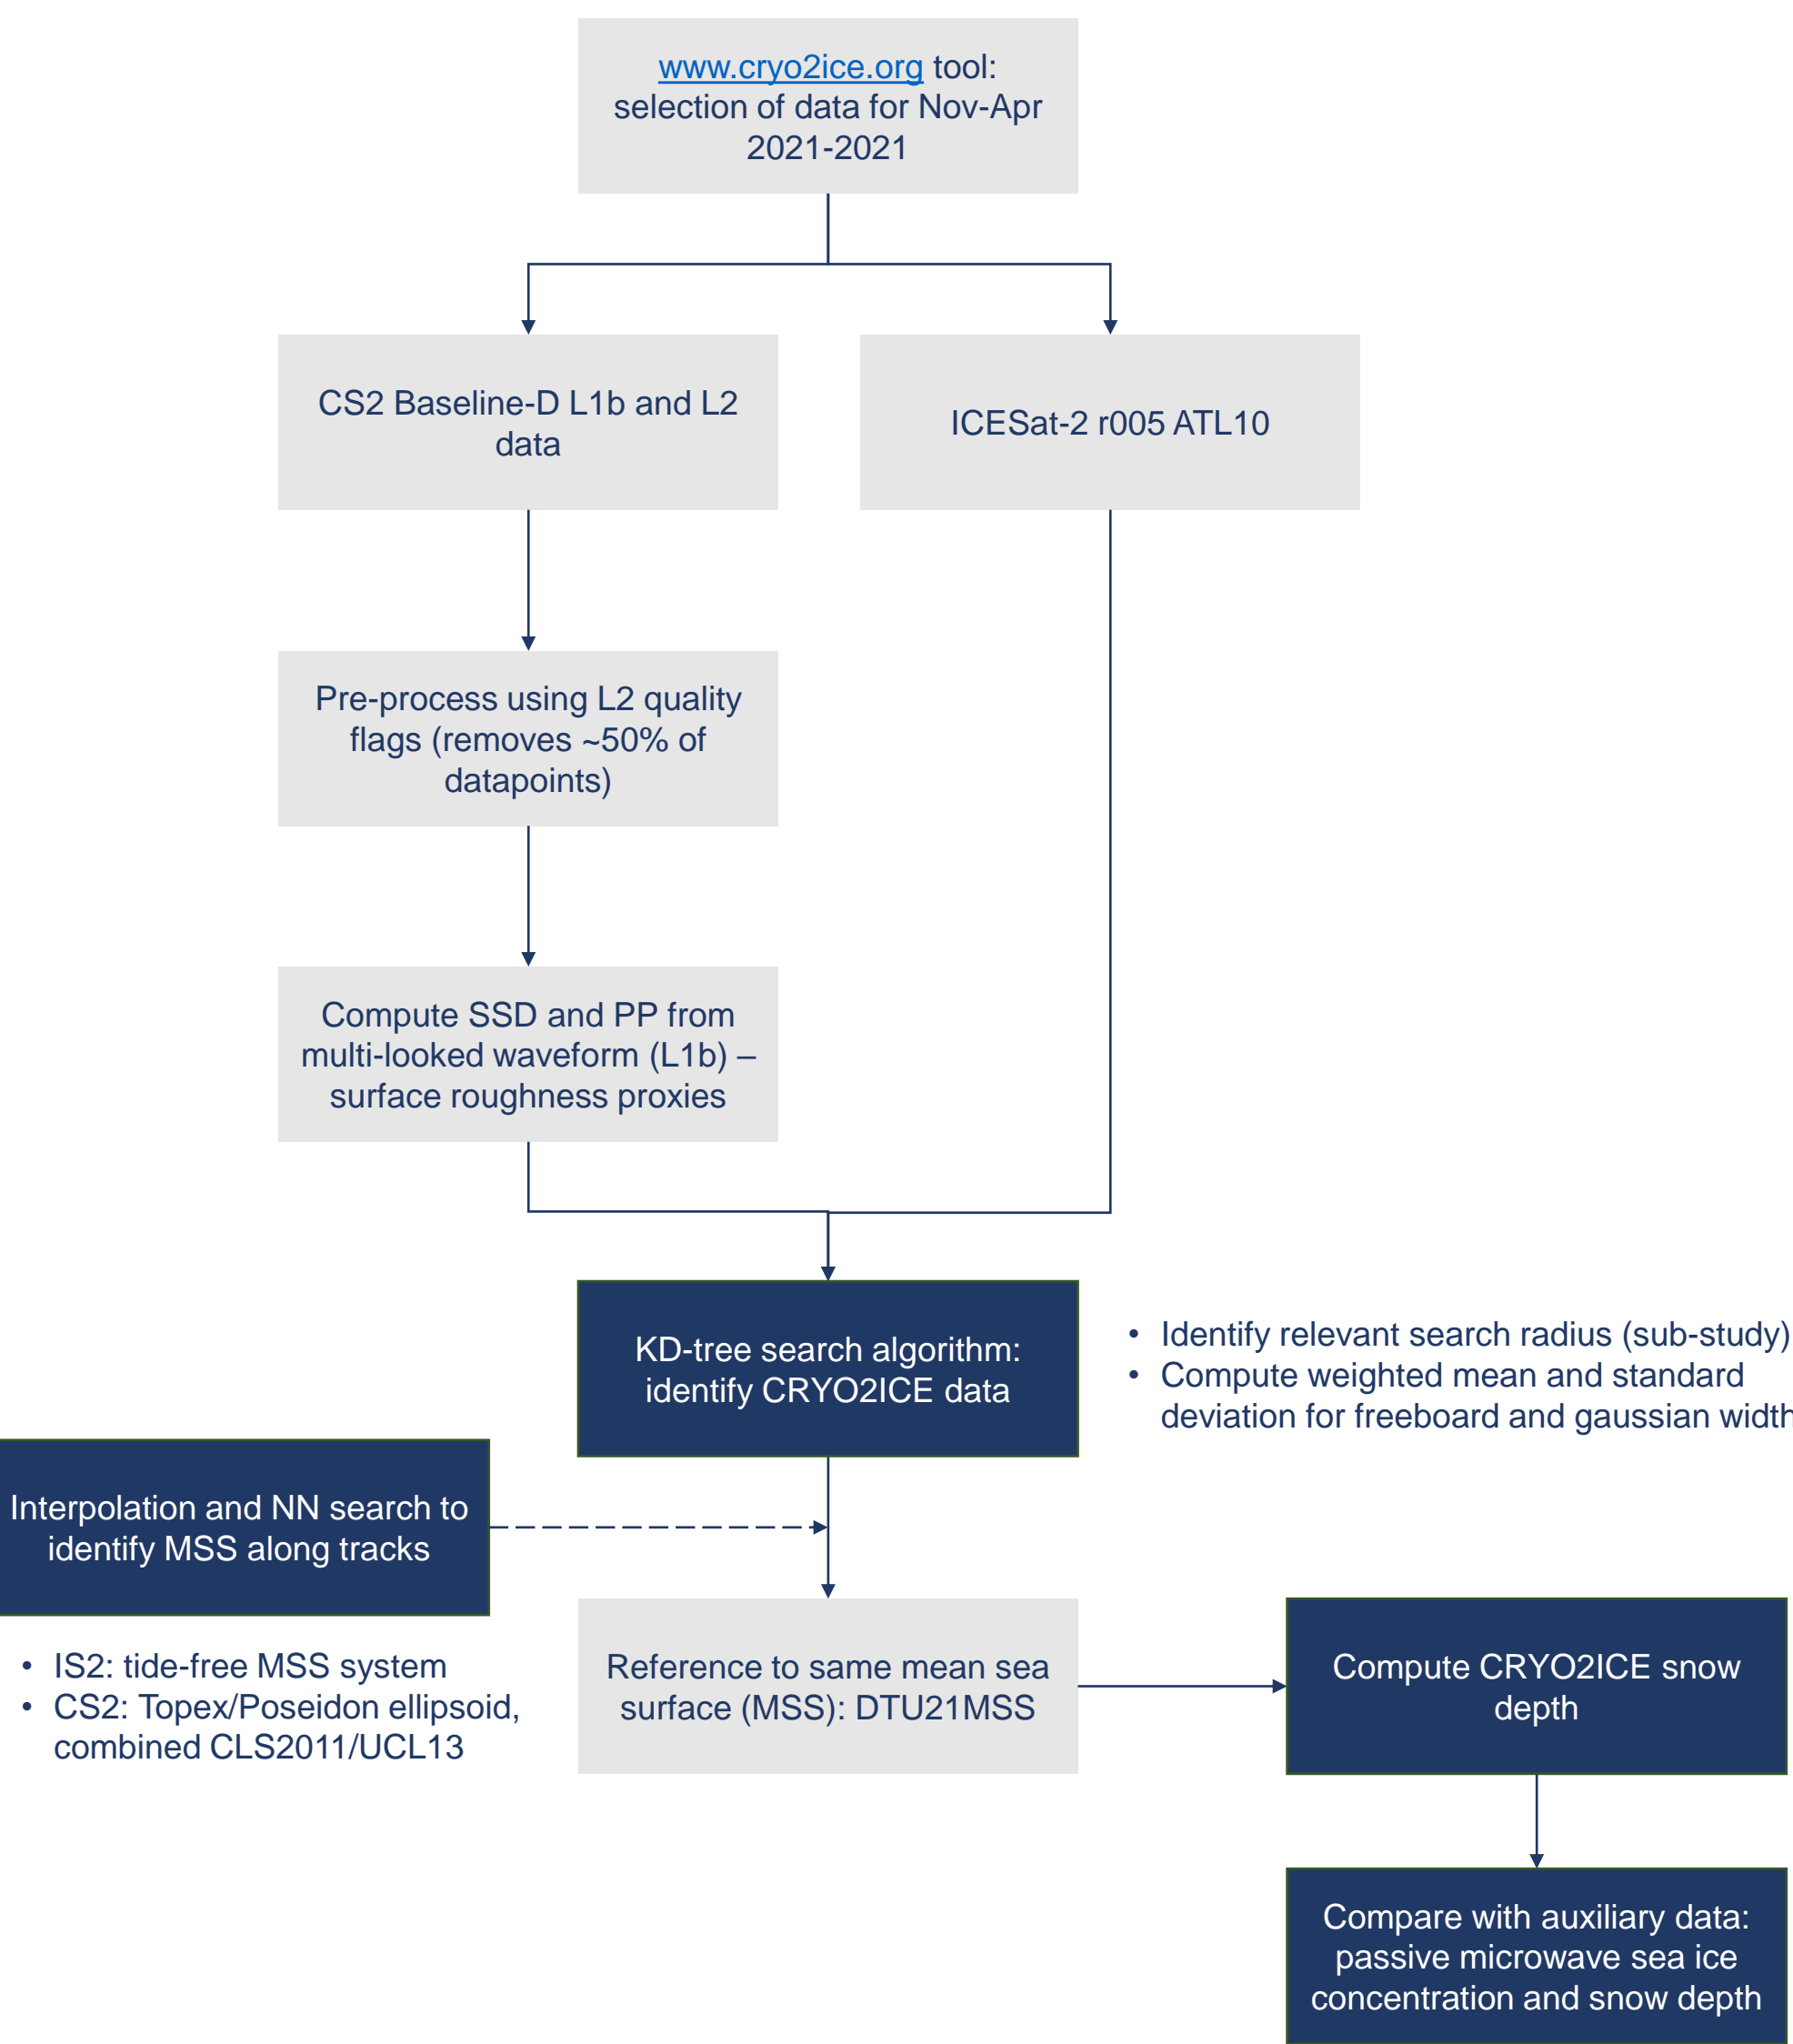 www.cryo2ice.org tool:
selection of data for Nov-Apr
2021-2021
CS2 Baseline-D L1b and L2
data
ICESat-2 r005 ATL10
Pre-process using L2 quality
flags (removes ~50% of
datapoints)
Compute SSD and PP from
multi-looked waveform (L1b) –
surface roughness proxies
KD-tree search algorithm:
identify CRYO2ICE data
• Identify relevant search radius (sub-study)
• Compute weighted mean and standard
deviation for freeboard and gaussian width
Interpolation and NN search to
identify MSS along tracks
• IS2: tide-free MSS system
• CS2: Topex/Poseidon ellipsoid,
combined CLS2011/UCL13
Reference to same mean sea
surface (MSS): DTU21MSS
Compute CRYO2ICE snow
depth
Compare with auxiliary data:
passive microwave sea ice
concentration and snow depth